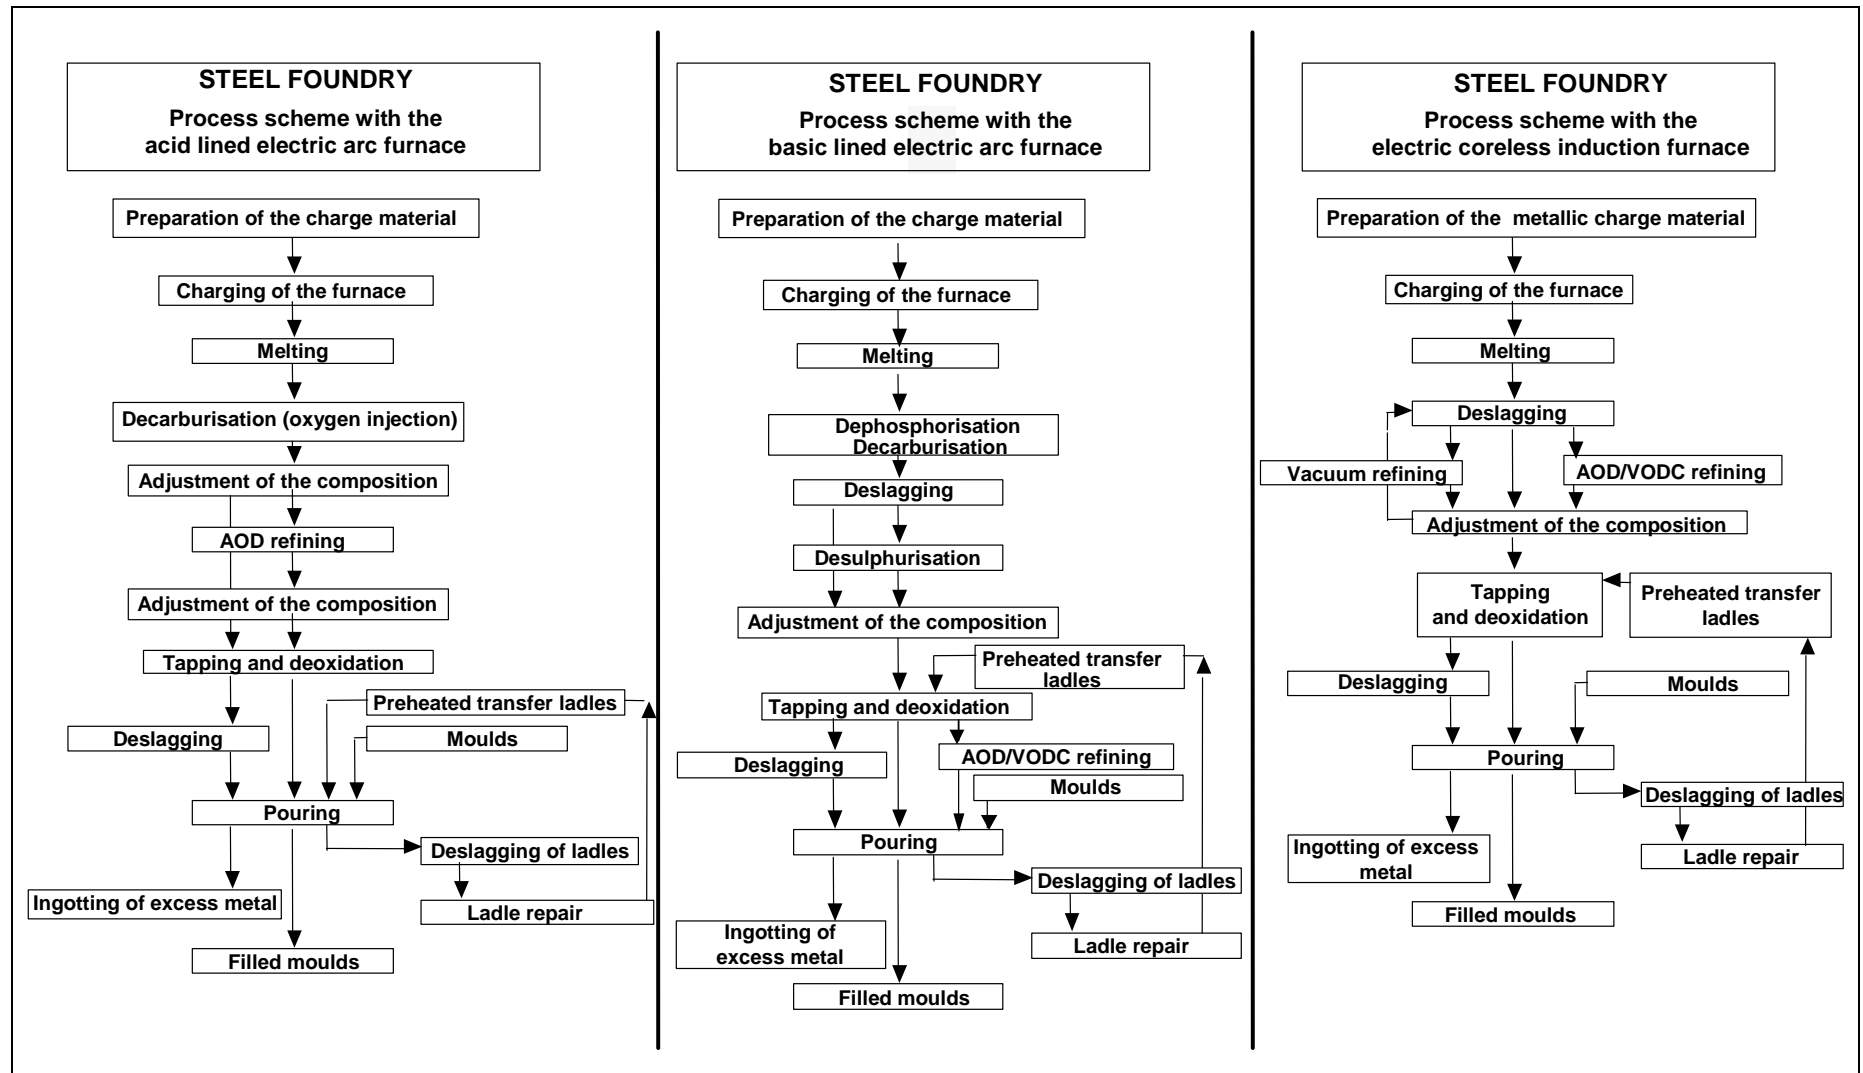 STEEL FOUNDRY
Process scheme with the
acid lined electric arc furnace
Preparation of the charge material
Charging of the furnace
Melting
Decarburisation (oxygen injection)
Adjustment of the composition
AOD refining
Adjustment of the composition
Tapping and deoxidation
Preheated transfer ladles
Deslagging
Moulds
Pouring
Deslagging of ladles
Ingotting of excess metal
Ladle repair
Filled moulds
STEEL FOUNDRY
Process scheme with the
basic lined electric arc furnace
Preparation of the charge material
Charging of the furnace
Melting
Dephosphorisation
Decarburisation
Deslagging
Desulphurisation
Adjustment of the composition
Preheated transfer
ladles
Tapping and deoxidation
Deslagging
AOD/VODC refining
Moulds
Pouring
Deslagging of ladles
Ingotting of
excess metal
Ladle repair
Filled moulds
STEEL FOUNDRY
Process scheme with the
electric coreless induction furnace
Preparation of the metallic charge material
Charging of the furnace
Melting
Deslagging
Vacuum refining
AOD/VODC refining
Adjustment of the composition
Tapping
and deoxidation
Preheated transfer
ladles
Deslagging
Moulds
Pouring
Deslagging of ladles
Ingotting of excess
metal
Ladle repair
Filled moulds